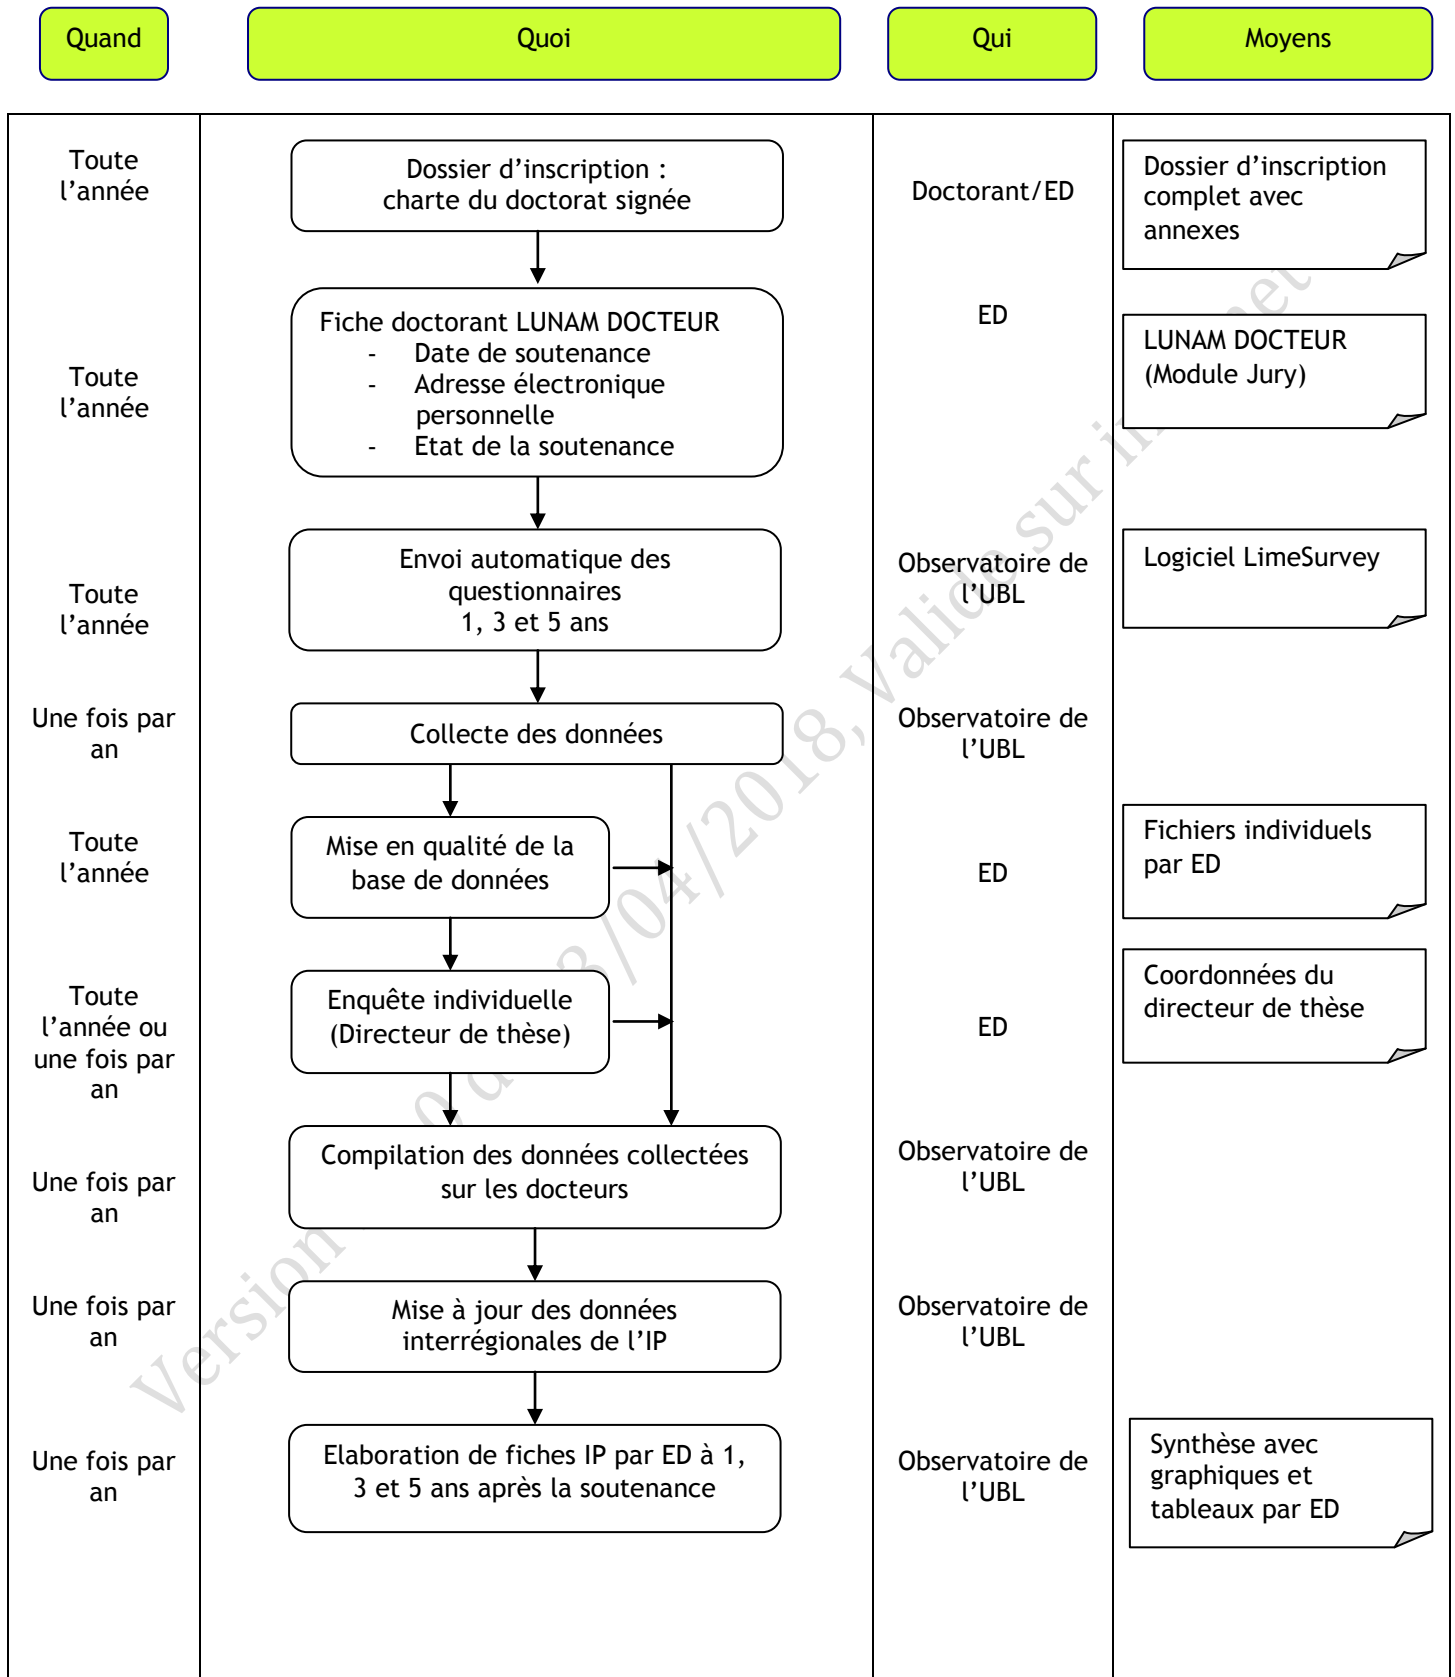 Quand
Quoi
Qui
Moyens
Toute
l’année
Dossier d’inscription :
charte du doctorat signée
Doctorant/ED
Dossier d’inscription
complet avec
annexes
Toute
l’année
Fiche doctorant LUNAM DOCTEUR
- Date de soutenance
- Adresse électronique
personnelle
- Etat de la soutenance
ED
LUNAM DOCTEUR
(Module Jury)
Toute
l’année
Envoi automatique des
questionnaires
1, 3 et 5 ans
Observatoire de
l’UBL
Logiciel LimeSurvey
Une fois par
an
Collecte des données
Observatoire de
l’UBL
Toute
l’année
Mise en qualité de la
base de données
ED
Fichiers individuels
par ED
Toute
l’année ou
une fois par
an
Enquête individuelle
(Directeur de thèse)
ED
Coordonnées du
directeur de thèse
Une fois par
an
Compilation des données collectées
sur les docteurs
Observatoire de
l’UBL
Une fois par
an
Mise à jour des données
interrégionales de l’IP
Observatoire de
l’UBL
Une fois par
an
Elaboration de fiches IP par ED à 1,
3 et 5 ans après la soutenance
Observatoire de
l’UBL
Synthèse avec
graphiques et
tableaux par ED
Version 3/04/2018, Valide sur